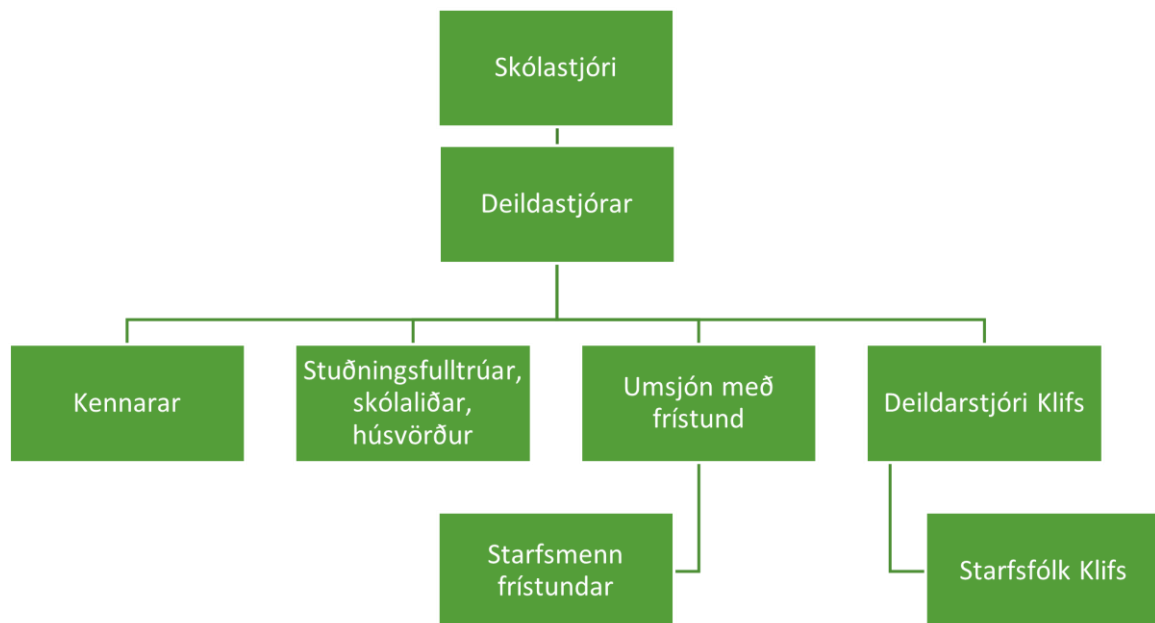 Skólastjóri
Deildastjórar
Kennarar
Stuðningsfulltrúar,
skólaliðar,
húsvörður
Umsjón með
frístund
Deildarstjóri Klifs
Starfsmenn
frístundar
Starfsfólk Klifs